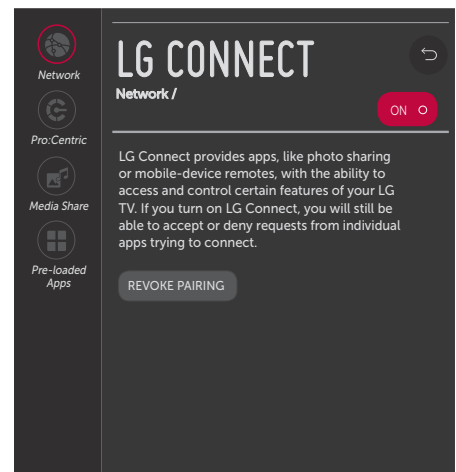 Network
Pro:Centric
Media Share
Pre-loaded
Apps
LG CONNECT
Network /
ON
LG Connect provides apps, like photo sharing
or mobile-device remotes, with the ability to
access and control certain features of your LG
TV. If you turn on LG Connect, you will still be
able to accept or deny requests from individual
apps trying to connect.
REVOKE PAIRING